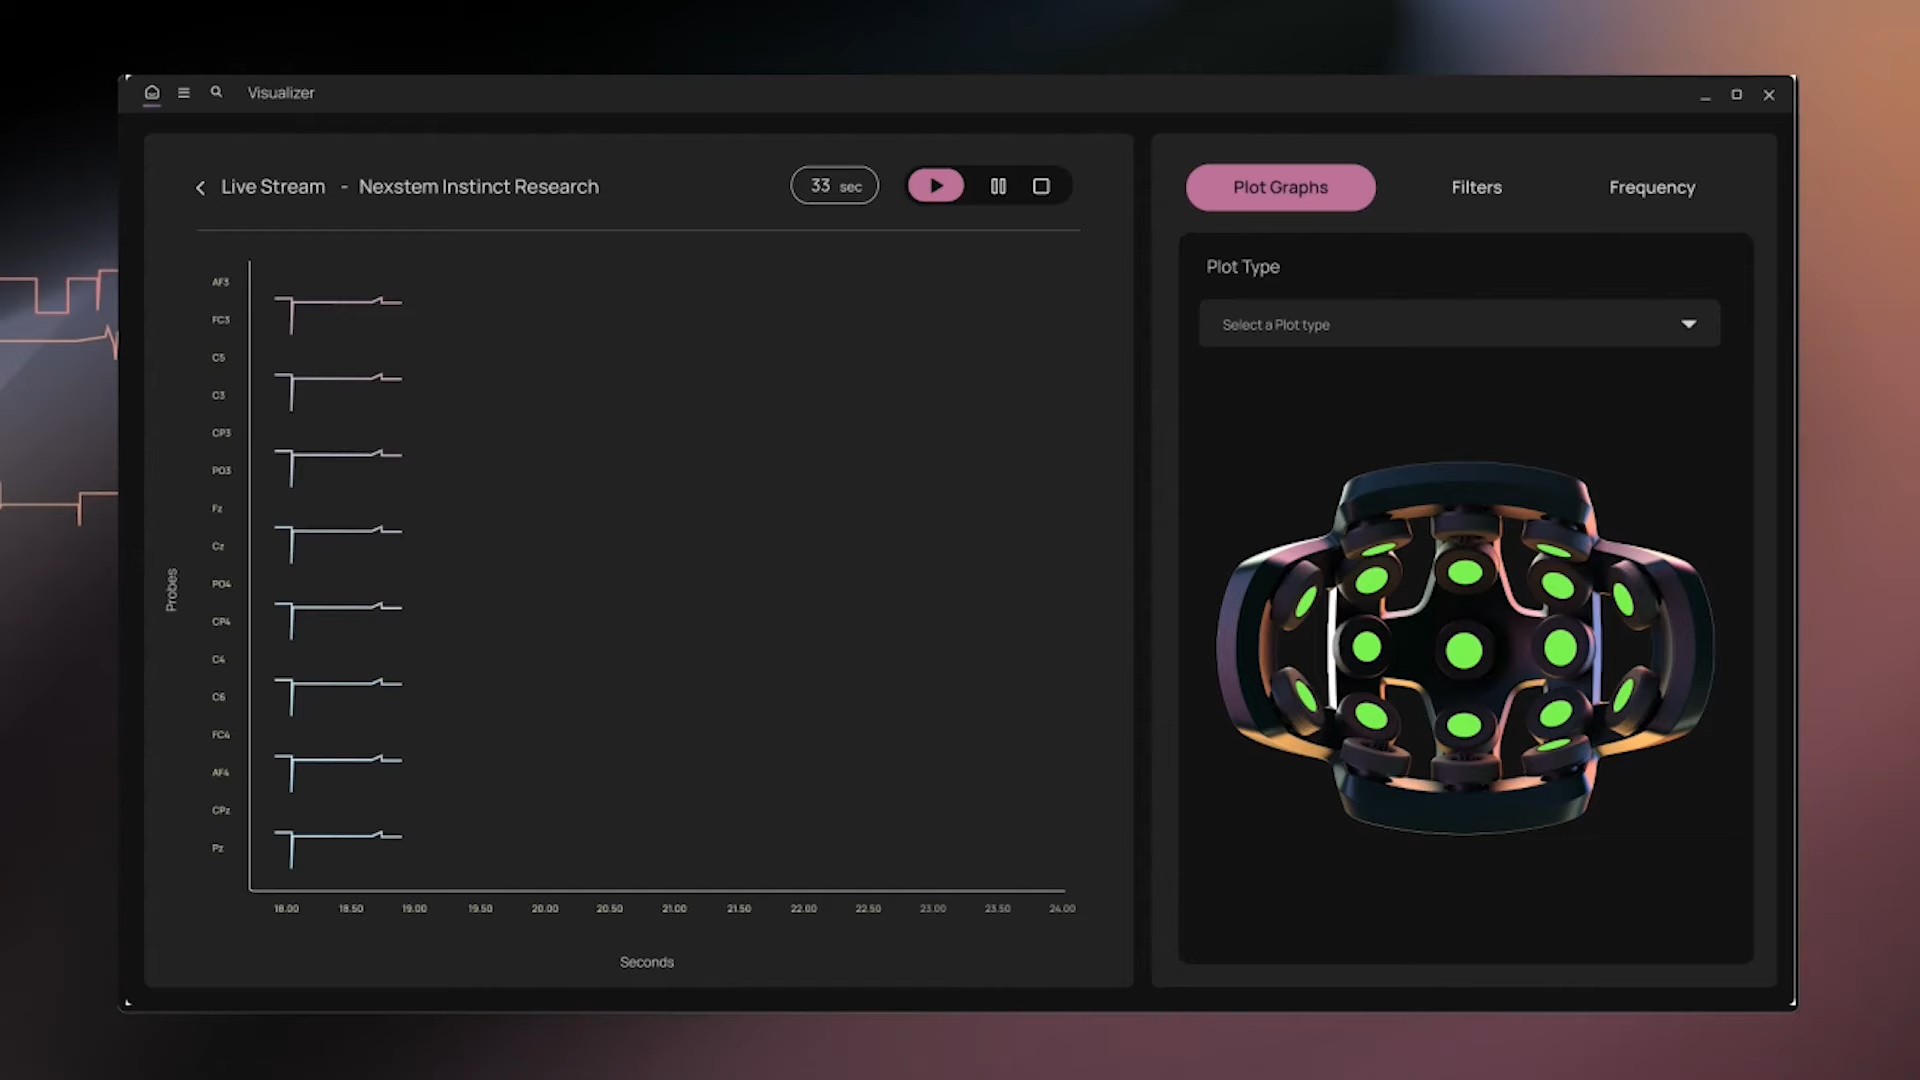 Visualizer
Live Stream - Nexstem Instinct Research
33 sec
Plot Graphs
Filters
Frequency
Plot Type
Select a Plot type
Probes
AF3
FC3
C5
C3
CP3
PO3
Fz
Cz
PO4
CP4
C4
C6
FC4
AF4
CPz
Pz
18.00 18.50 19.00 19.50 20.00 20.50 21.00 21.50 22.00 22.50 23.00 23.50 24.00
Seconds